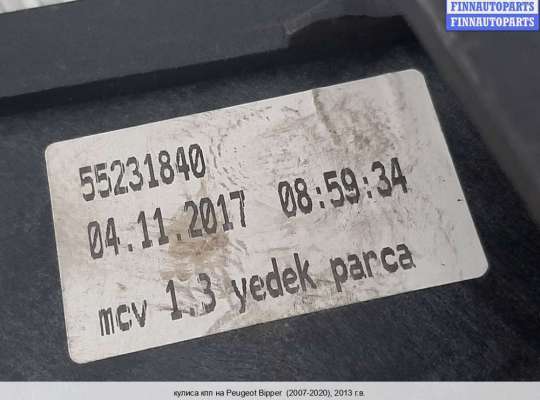 FINNAUTOPARTS
FINNAUTOPARTS
55231840
04.11.2017 08:59:34
mcv 1.3 yedek parca
кулиса кпп на Peugeot Bipper (2007-2020), 2013 г.в.